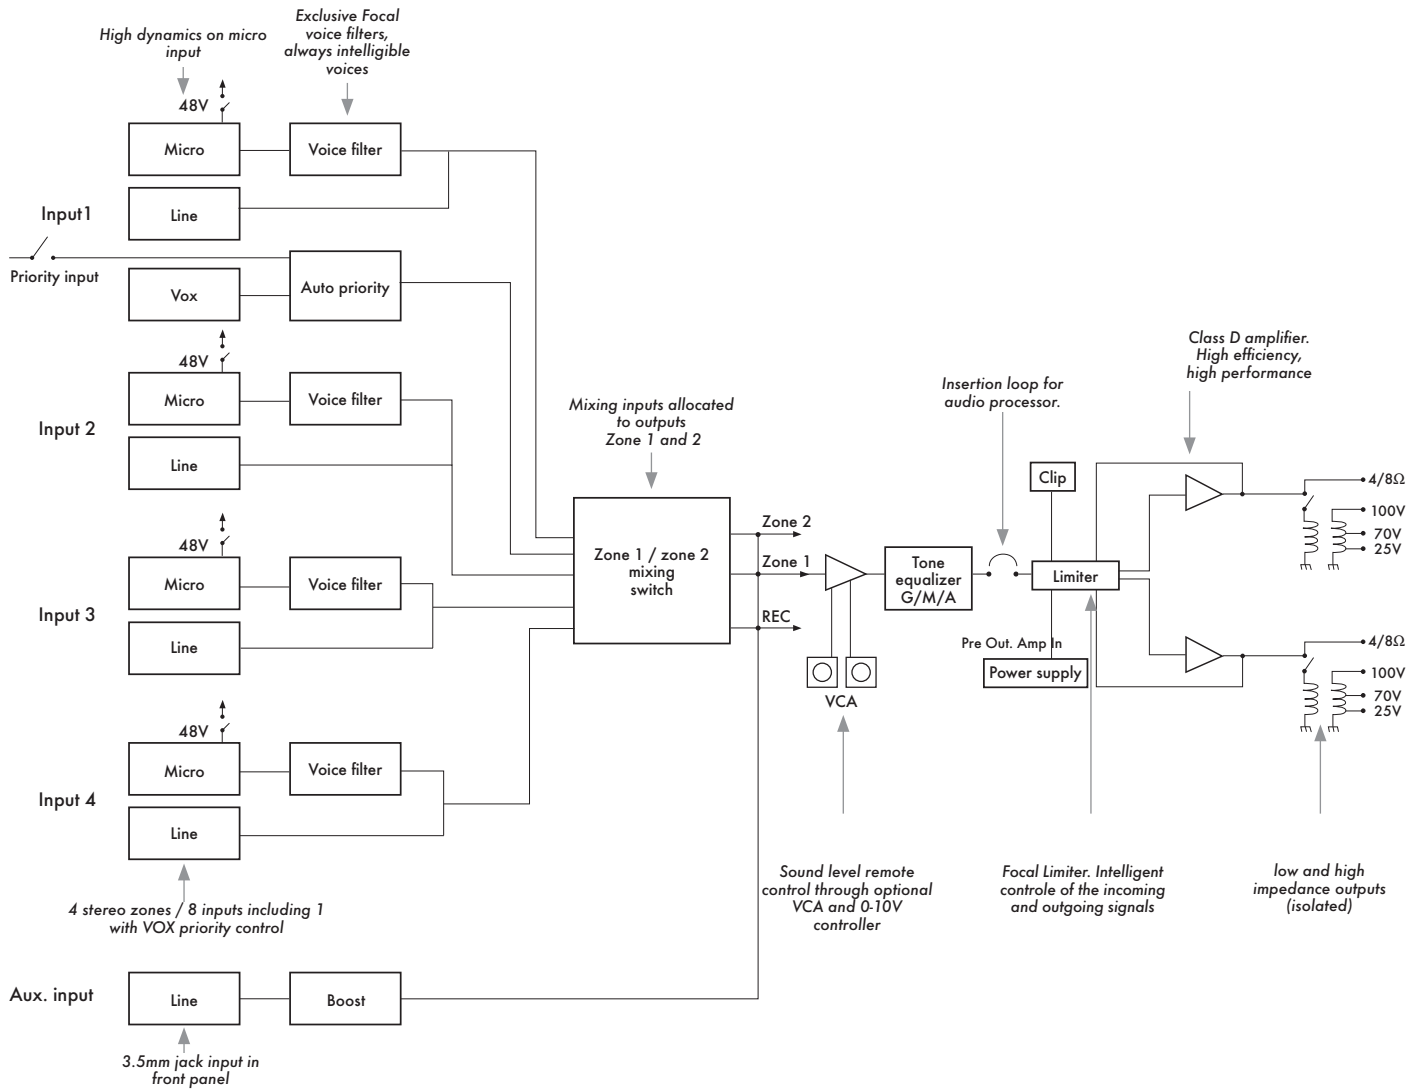 High dynamics on micro
input
Exclusive Focal
voice filters,
always intelligible
voices
48V
Micro
Voice filter
Line
Input1
Priority input
Vox
Auto priority
48V
Micro
Voice filter
Input 2
Line
48V
Micro
Voice filter
Input 3
Line
48V
Micro
Voice filter
Input 4
Line
4 stereo zones / 8 inputs including 1
with VOX priority control
Aux. input
Line
Boost
3.5mm jack input in
front panel
Mixing inputs allocated
to outputs
Zone 1 and 2
Zone 1 / zone 2
mixing
switch
Zone 2
Zone 1
REC
VCA
Sound level remote
control through optional
VCA and 0-10V
controller
Tone
equalizer
G/M/A
Insertion loop for
audio processor.
Clip
Limiter
Pre Out. Amp In
Power supply
Focal Limiter. Intelligent
controle of the incoming
and outgoing signals
Class D amplifier.
High efficiency,
high performance
4/8Ω
100V
70V
25V
4/8Ω
100V
70V
25V
low and high
impedance outputs
(isolated)